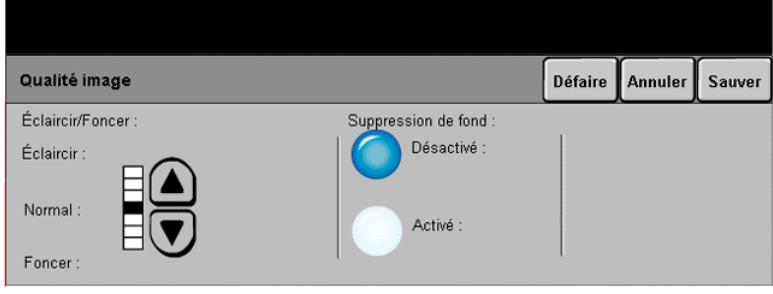 Qualité image
Défaire
Annuler
Sauver
Éclaircir/Foncer :
Éclaircir :
Normal :
Foncer :
Suppression de fond :
Désactivé :
Activé :